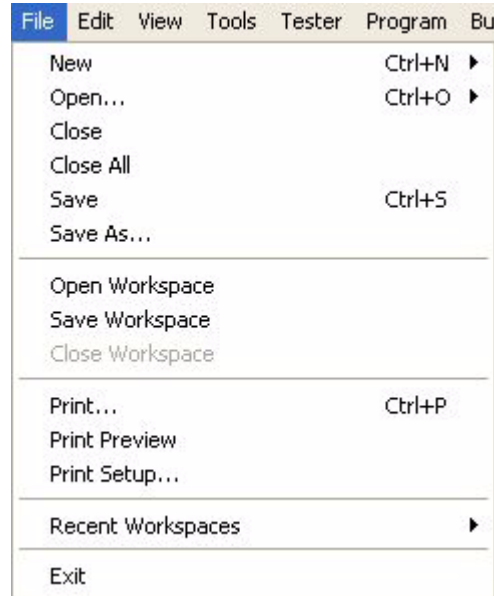 File Edit View Tools Tester Program Bu
New Ctrl+N
Open... Ctrl+O
Close
Close All
Save Ctrl+S
Save As...
Open Workspace
Save Workspace
Close Workspace
Print... Ctrl+P
Print Preview
Print Setup...
Recent Workspaces
Exit